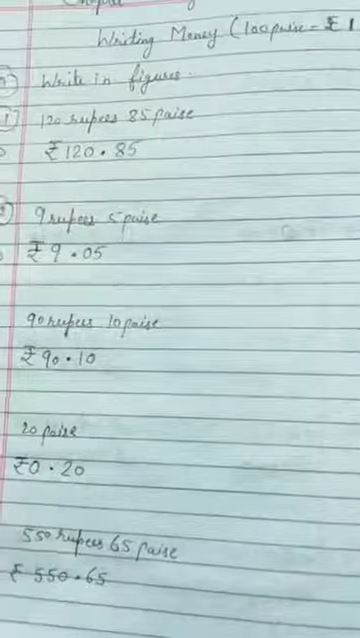 Writing Money (100 paise = ₹ 1
Write in figures.
120 rupees 85 paise
₹120.85
9 rupees 5 paise
₹ 9.05
90 rupees 10 paise
₹ 90.10
20 paise
₹0.20
550 rupees 65 paise
₹ 550.65